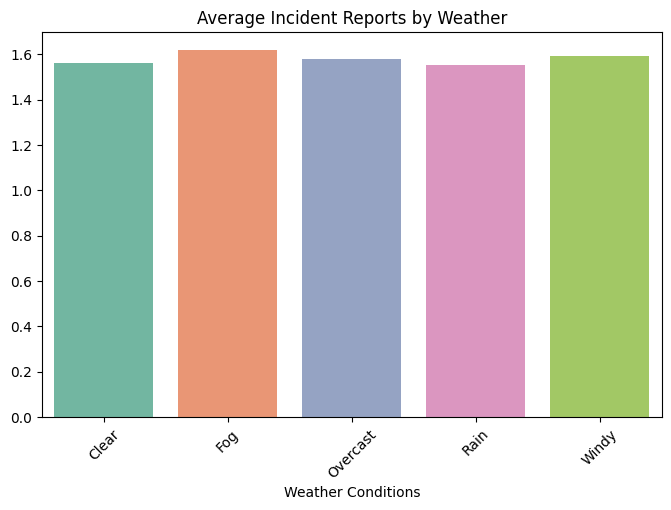 Average Incident Reports by Weather
1.6
1.4
1.2
1.0
0.8
0.6
0.4
0.2
0.0
Clear
Fog
Overcast
Rain
Windy
Weather Conditions